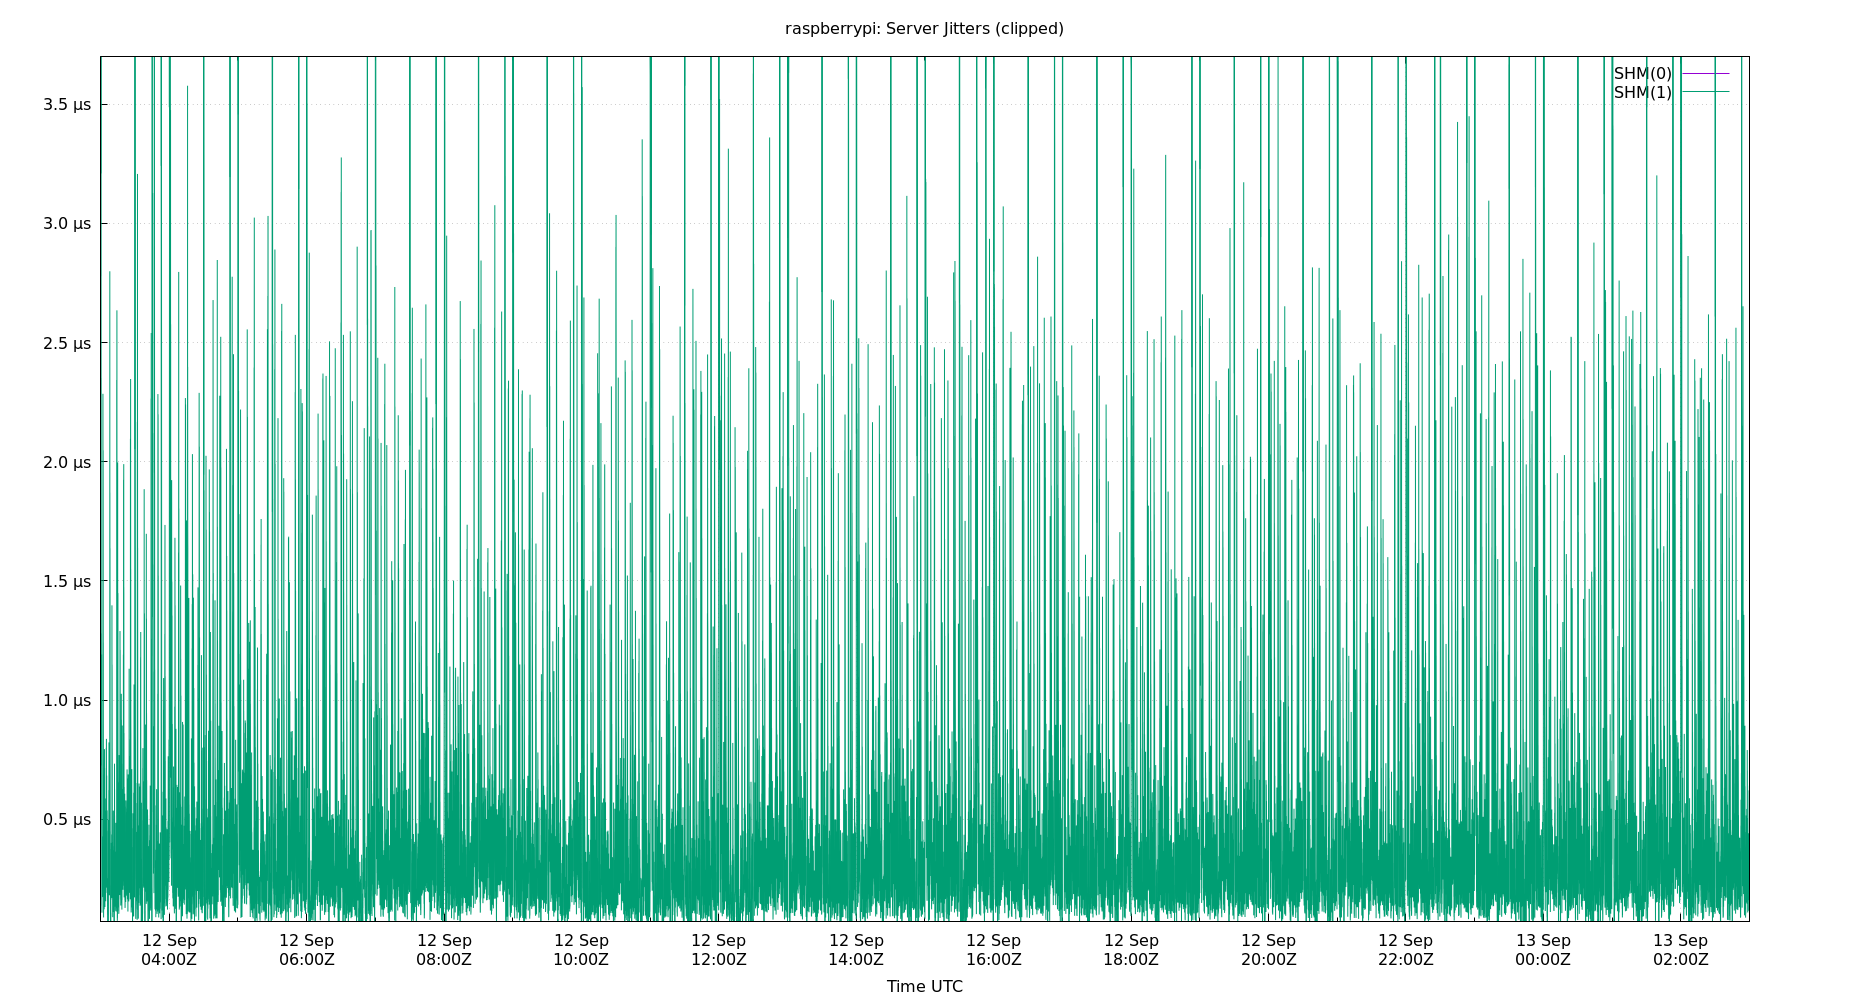 raspberrypi: Server Jitters (clipped)
SHM(0)
SHM(1)
3.5 µs
3.0 µs
2.5 µs
2.0 µs
1.5 µs
1.0 µs
0.5 µs
12 Sep 12 Sep 12 Sep 12 Sep 12 Sep 12 Sep 12 Sep 12 Sep 12 Sep 12 Sep 13 Sep 13 Sep
04:00Z 06:00Z 08:00Z 10:00Z 12:00Z 14:00Z 16:00Z 18:00Z 20:00Z 22:00Z 00:00Z 02:00Z
Time UTC